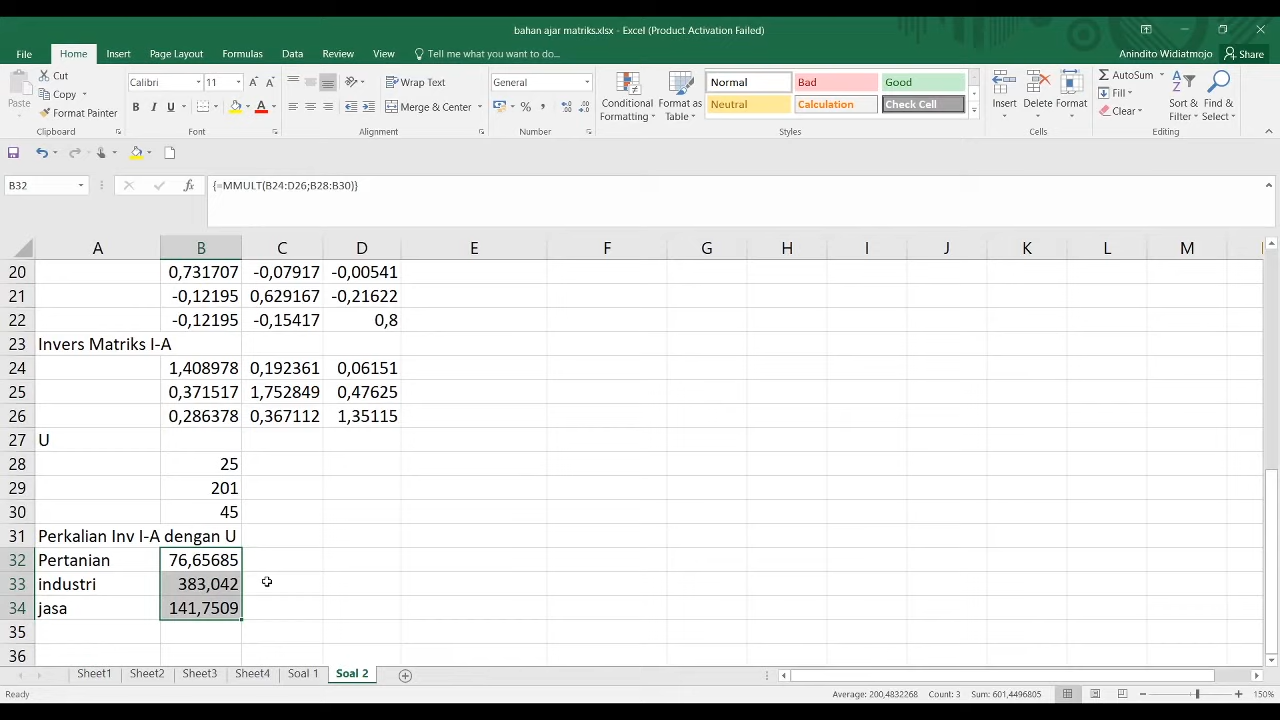 bahan ajar matriks.xlsx - Excel (Product Activation Failed)
File Home Insert Page Layout Formulas Data Review View Tell me what you want to do... Anindito Widiatmojo Share
Paste Cut Copy Format Painter Clipboard
Calibri 11 B I U A A A Font
Wrap Text Merge & Center Alignment
General % , Number
Conditional Formatting Format as Table Normal Bad Good Neutral Calculation Check Cell Styles
Insert Delete Format Cells
AutoSum Fill Clear Sort & Filter Find & Select Editing
B32 fx {=MMULT(B24:D26;B28:B30)}
A B C D E F G H I J K L M
20 0,731707 -0,07917 -0,00541
21 -0,12195 0,629167 -0,21622
22 -0,12195 -0,15417 0,8
23 Invers Matriks I-A
24 1,408978 0,192361 0,06151
25 0,371517 1,752849 0,47625
26 0,286378 0,367112 1,35115
27 U
28 25
29 201
30 45
31 Perkalian Inv I-A dengan U
32 Pertanian 76,65685
33 industri 383,042
34 jasa 141,7509
35
36
Sheet1 Sheet2 Sheet3 Sheet4 Soal 1 Soal 2
Ready Average: 200,4832268 Count: 3 Sum: 601,4496805 150%